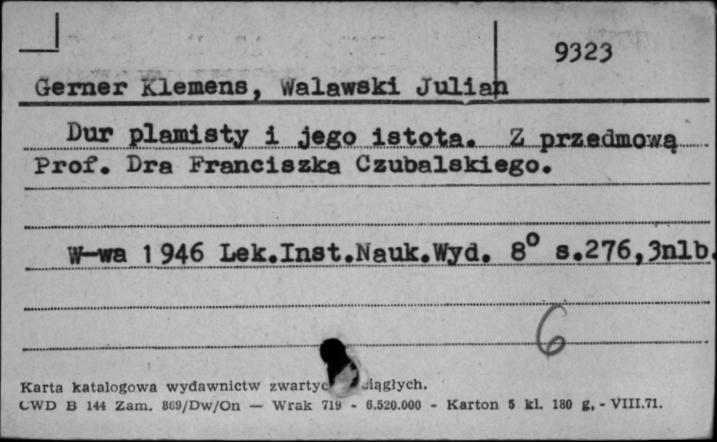 9323
Gerner Klemens, Walawski Julian
Dur plamisty i jego istota. Z przedmową
Prof. Dra Franciszka Czubalskiego.
W-wa 1946 Lek.Inst.Nauk.Wyd. 8° s.276,3nlb.
6
Karta katalogowa wydawnictw zwartyc iągłych.
CWD B 144 Zam. 869/Dw/On — Wrak 719 - 6.520.000 - Karton 5 kl. 180 g, - VIII.71.